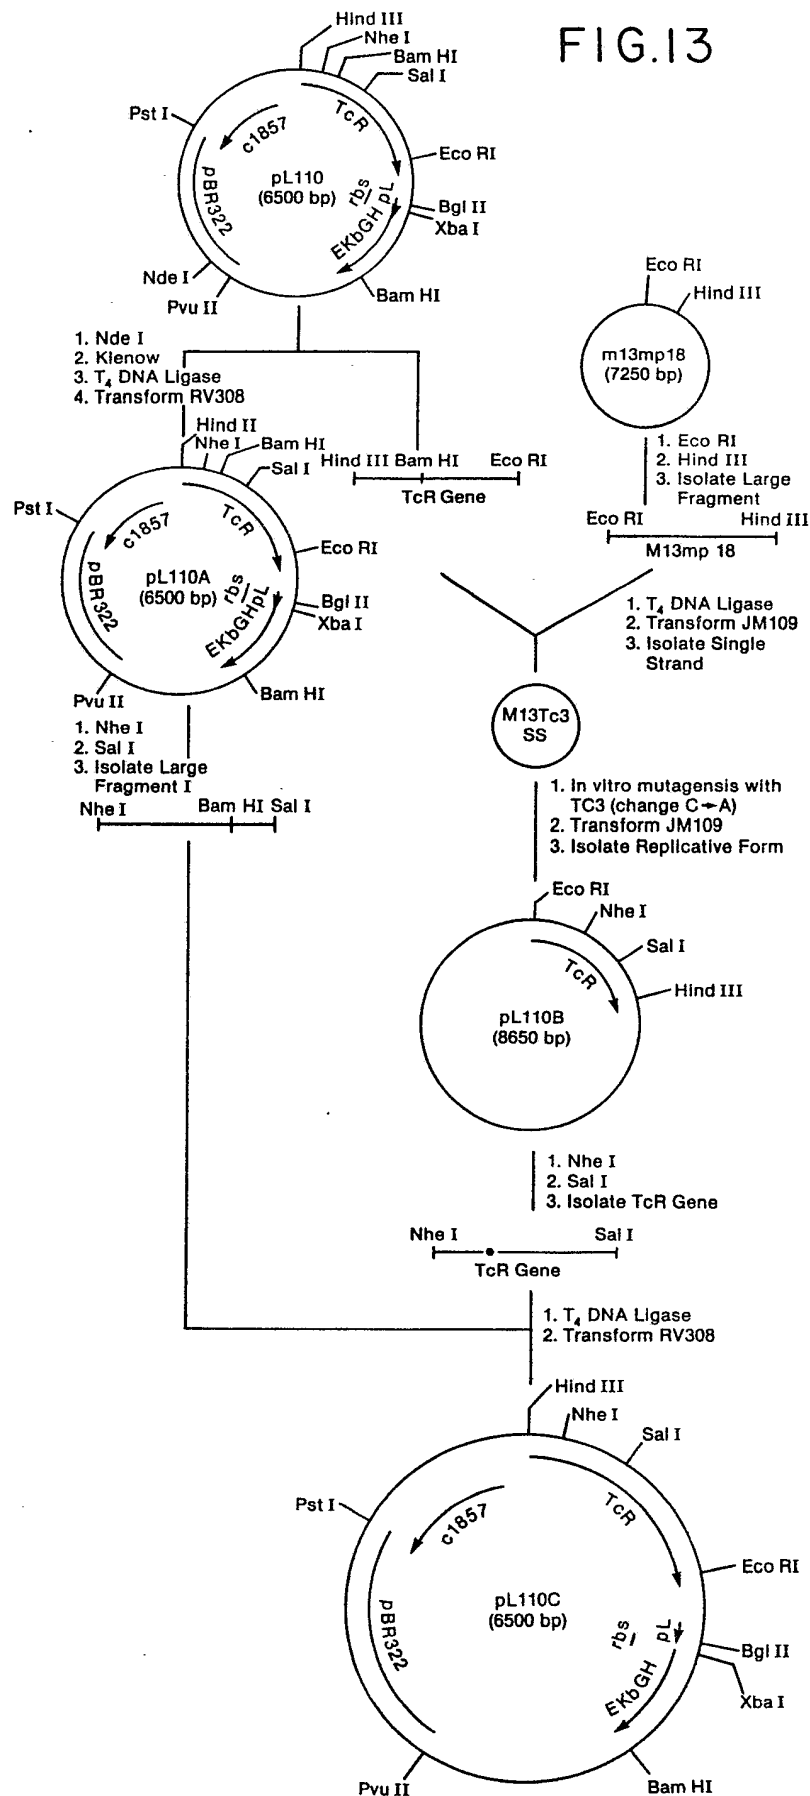 FIG.13
Hind III
Nhe I
Bam HI
Sal I
Pst I
TcR
c1857
Eco RI
pL110
(6500 bp)
pBR322
rbs
pL
Bgl II
Xba I
EKbGH
Nde I
Pvu II
Bam HI
1. Nde I
2. Klenow
3. T4 DNA Ligase
4. Transform RV308
Eco RI
Hind III
m13mp18
(7250 bp)
1. Eco RI
2. Hind III
3. Isolate Large
Fragment
Eco RI
Hind III
M13mp 18
Hind III
Bam HI
Eco RI
TcR Gene
Hind II
Nhe I
Bam HI
Sal I
Pst I
c1857
TcR
Eco RI
pL110A
(6500 bp)
pBR322
rbs
pL
Bgl II
Xba I
EKbGH
Pvu II
Bam HI
1. T4 DNA Ligase
2. Transform JM109
3. Isolate Single
Strand
M13Tc3
SS
1. Nhe I
2. Sal I
3. Isolate Large
Fragment I
Nhe I
Bam HI
Sal I
1. In vitro mutagensis with
TC3 (change C→A)
2. Transform JM109
3. Isolate Replicative Form
Eco RI
Nhe I
Sal I
TcR
Hind III
pL110B
(8650 bp)
1. Nhe I
2. Sal I
3. Isolate TcR Gene
Nhe I
Sal I
TcR Gene
1. T4 DNA Ligase
2. Transform RV308
Hind III
Nhe I
Sal I
Pst I
c1857
TcR
Eco RI
pL110C
(6500 bp)
pBR322
rbs
pL
Bgl II
Xba I
EKbGH
Pvu II
Bam HI